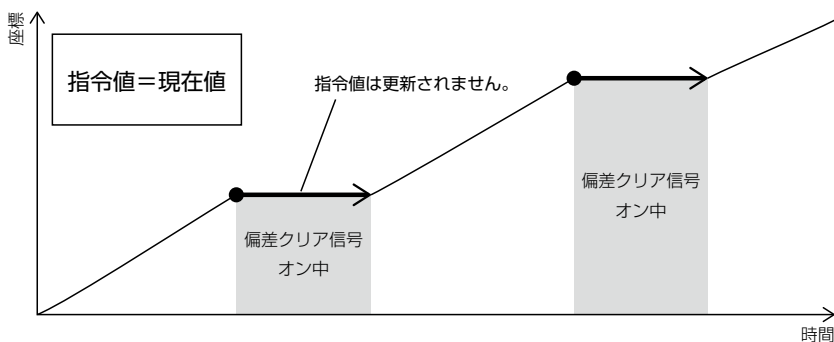 座標
指令値＝現在値
指令値は更新されません。
偏差クリア信号
オン中
偏差クリア信号
オン中
時間